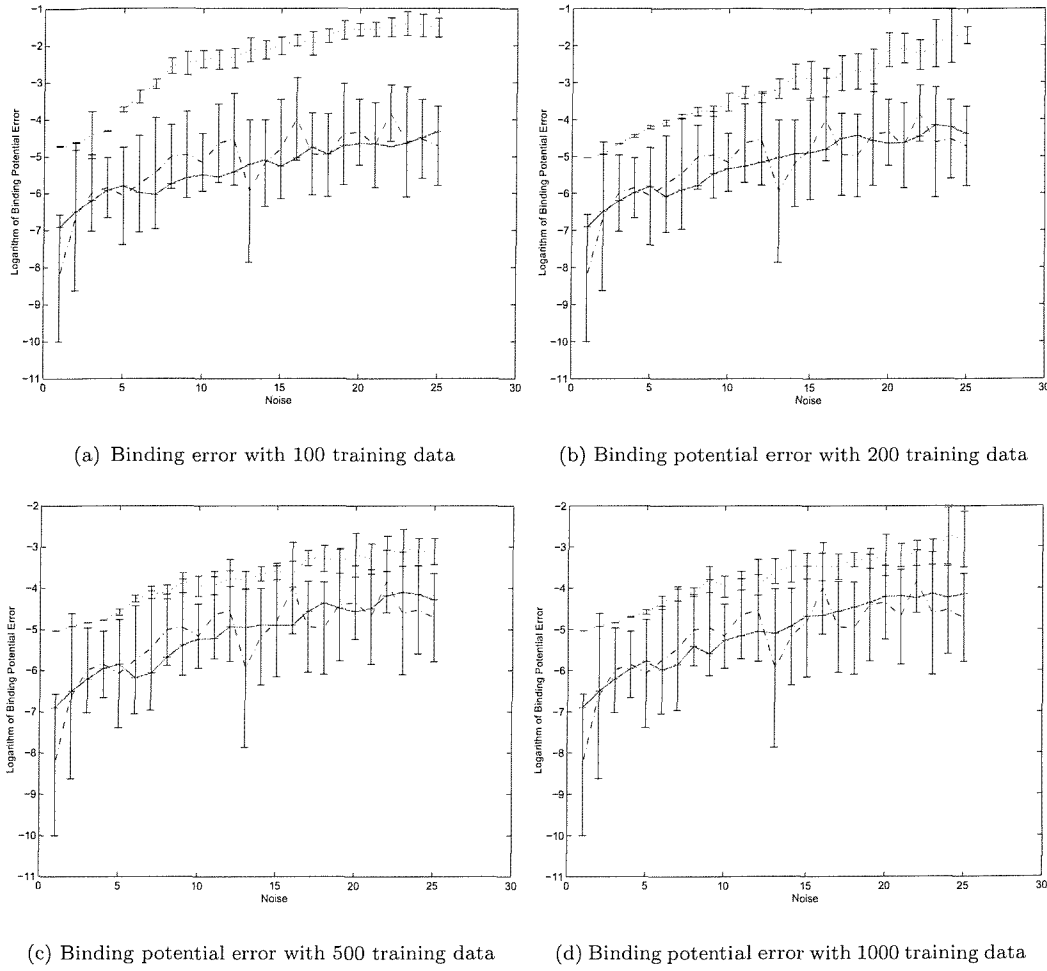 -1
-2
-3
-4
-5
-6
-7
-8
-9
-10
-11
Logarithm of Binding Potential Error
0 5 10 15 20 25 30
Noise
(a) Binding error with 100 training data
-1
-2
-3
-4
-5
-6
-7
-8
-9
-10
-11
Logarithm of Binding Potential Error
0 5 10 15 20 25 30
Noise
(b) Binding potential error with 200 training data
-2
-3
-4
-5
-6
-7
-8
-9
-10
-11
Logarithm of Binding Potential Error
0 5 10 15 20 25 30
Noise
(c) Binding potential error with 500 training data
-2
-3
-4
-5
-6
-7
-8
-9
-10
-11
Logarithm of Binding Potential Error
0 5 10 15 20 25 30
Noise
(d) Binding potential error with 1000 training data